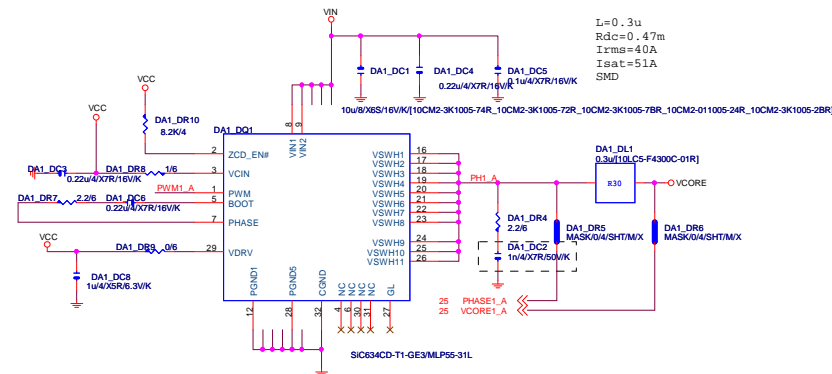 VIN
L=0.3u
Rdc=0.47m
Irms=40A
Isat=51A
SMD
DA1_DC1
DA1_DC4
0.22u/4/X7R/16V/K
DA1_DC5
0.1u/4/X7R/16V/K
10u/8/X6S/16V/K/[10CM2-3K1005-74R_10CM2-3K1005-72R_10CM2-3K1005-7BR_10CM2-011005-24R_10CM2-3K1005-2BR]
VCC
VCC
DA1_DR10
8.2K/4
DA1_DQ1
8
9
VIN1
VIN2
2
ZCD_EN#
DA1_DC3
0.22u/4/X7R/16V/K
DA1_DR8
1/6
3
VCIN
PWM1_A
1
PWM
DA1_DR7
2.2/6
DA1_DC6
0.22u/4/X7R/16V/K
5
BOOT
7
PHASE
VCC
DA1_DR9
0/6
29
VDRV
DA1_DC8
1u/4/X5R/6.3V/K
VSWH1
16
VSWH2
17
VSWH3
18
VSWH4
19
VSWH5
20
VSWH6
21
VSWH7
22
VSWH8
23
VSWH9
24
VSWH10
25
VSWH11
26
PH1_A
DA1_DL1
0.3u/[10LC5-F4300C-01R]
R30
VCORE
DA1_DR4
2.2/6
DA1_DC2
1n/4/X7R/50V/K
DA1_DR5
MASK/0/4/SHT/M/X
DA1_DR6
MASK/0/4/SHT/M/X
25 PHASE1_A
25 VCORE1_A
PGND1
PGND5
CGND
NC
NC
NC
NC
GL
12
28
32
4
6
30
31
27
SiC634CD-T1-GE3/MLP55-31L